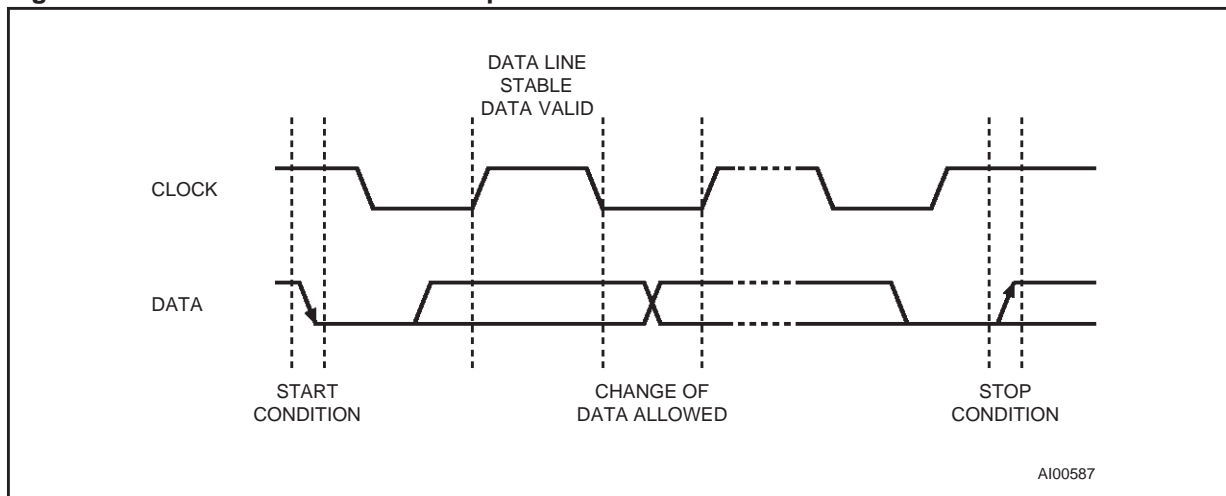 DATA LINE
STABLE
DATA VALID
CLOCK
DATA
START
CONDITION
CHANGE OF
DATA ALLOWED
STOP
CONDITION
AI00587